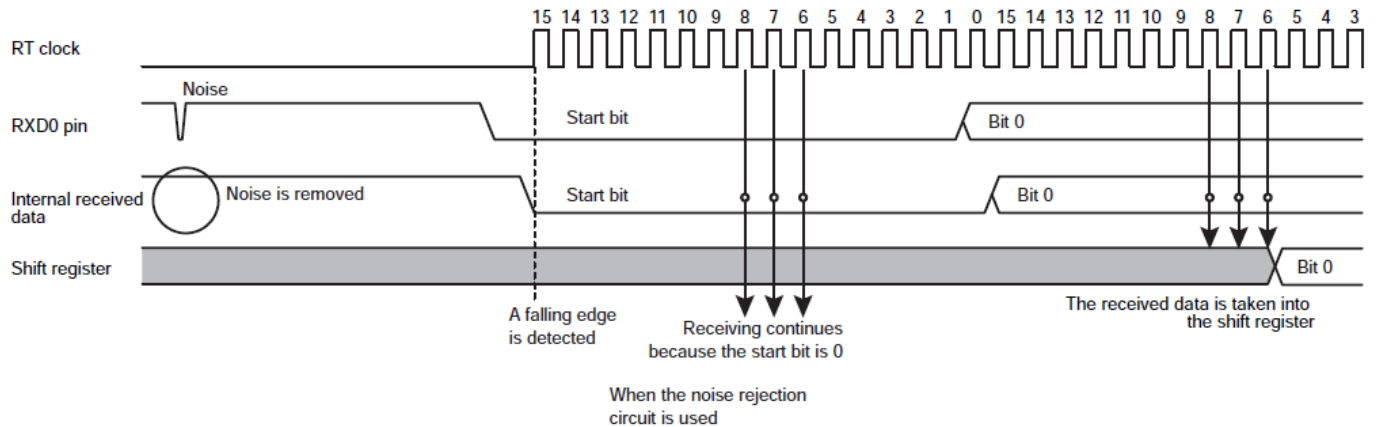 15 14 13 12 11 10 9 8 7 6 5 4 3 2 1 0 15 14 13 12 11 10 9 8 7 6 5 4 3
RT clock
Noise
RXD0 pin
Start bit
Bit 0
Internal received
data
Noise is removed
Start bit
Bit 0
Shift register
Bit 0
A falling edge
is detected
Receiving continues
because the start bit is 0
The received data is taken into
the shift register
When the noise rejection
circuit is used